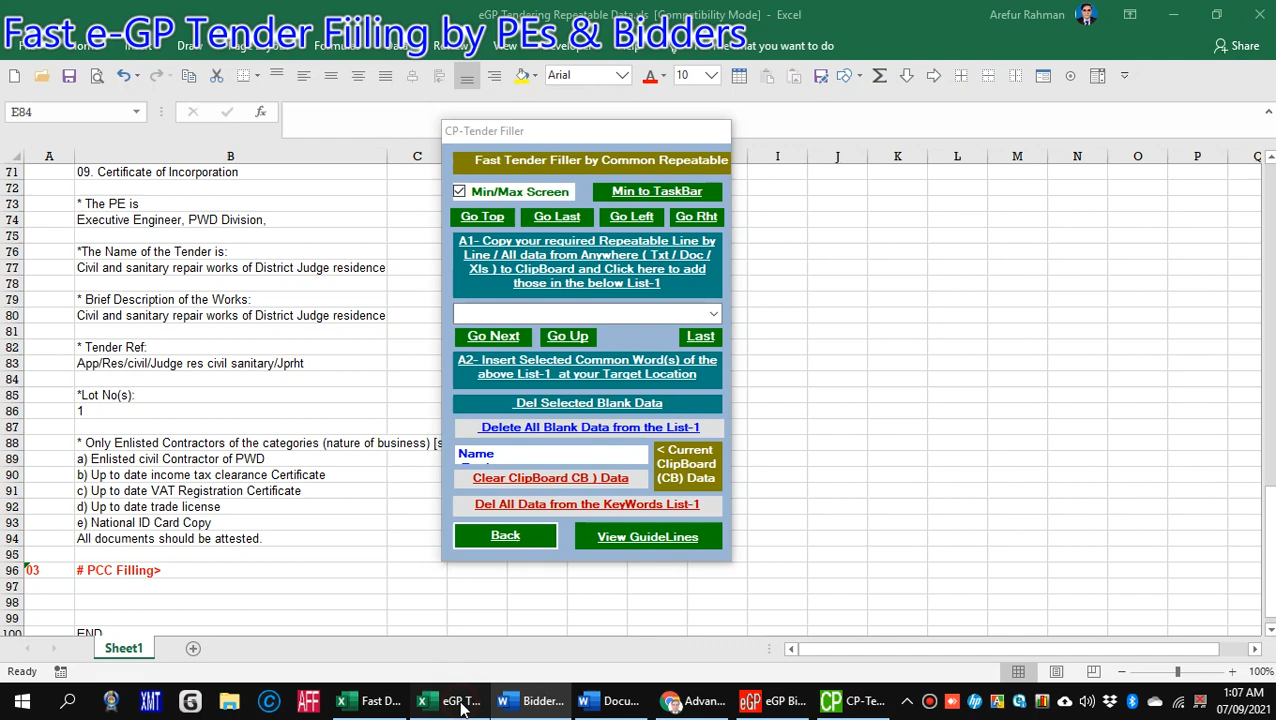 eGP Tendering Repeatable Data.xls [Compatibility Mode] - Excel
Arefur Rahman
Fast e-GP Tender Fiiling by PEs & Bidders
Draw
View
what you want to do
Share
Arial
10
E84
A B C I J K L M N O P Q
CP-Tender Filler
Fast Tender Filler by Common Repeatable
Min/Max Screen
Min to TaskBar
Go Top
Go Last
Go Left
Go Rht
A1- Copy your required Repeatable Line by
Line / All data from Anywhere ( Txt / Doc /
Xls ) to ClipBoard and Click here to add
those in the below List-1
Go Next
Go Up
Last
A2- Insert Selected Common Word(s) of the
above List-1 at your Target Location
Del Selected Blank Data
Delete All Blank Data from the List-1
Name
< Current
ClipBoard
(CB) Data
Clear ClipBoard CB ) Data
Del All Data from the KeyWords List-1
Back
View GuideLines
71 09. Certificate of Incorporation
72
73 * The PE is
74 Executive Engineer, PWD Division,
75
76 *The Name of the Tender is:
77 Civil and sanitary repair works of District Judge residence
78
79 * Brief Description of the Works:
80 Civil and sanitary repair works of District Judge residence
81
82 * Tender Ref:
83 App/Res/civil/Judge res civil sanitary/Jprht
84
85 *Lot No(s):
86 1
87
88 * Only Enlisted Contractors of the categories (nature of business) [s
89 a) Enlisted civil Contractor of PWD
90 b) Up to date income tax clearance Certificate
91 c) Up to date VAT Registration Certificate
92 d) Up to date trade license
93 e) National ID Card Copy
94 All documents should be attested.
95
96 03 # PCC Filling>
97
98
99
100 END
Sheet1
Ready
100%
XMT
AFF
Fast D...
eGP T...
Bidder...
Docu...
Advan...
eGP
eGP Bi...
CP
CP-Te...
1:07 AM
07/09/2021